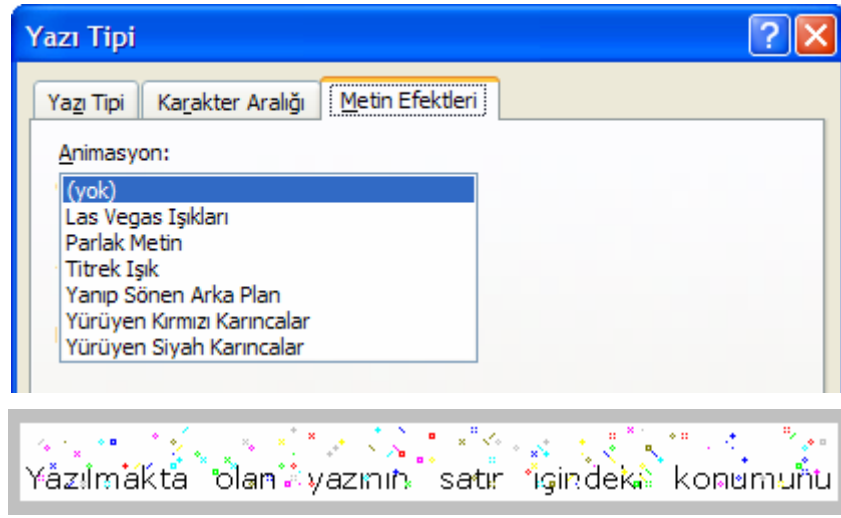 Yazı Tipi
Yazı Tipi Karakter Aralığı Metin Efektleri
Animasyon:
(yok)
Las Vegas Işıkları
Parlak Metin
Titrek Işık
Yanıp Sönen Arka Plan
Yürüyen Kırmızı Karıncalar
Yürüyen Siyah Karıncalar
Yazılmakta olan yazının satır içindeki konumunu